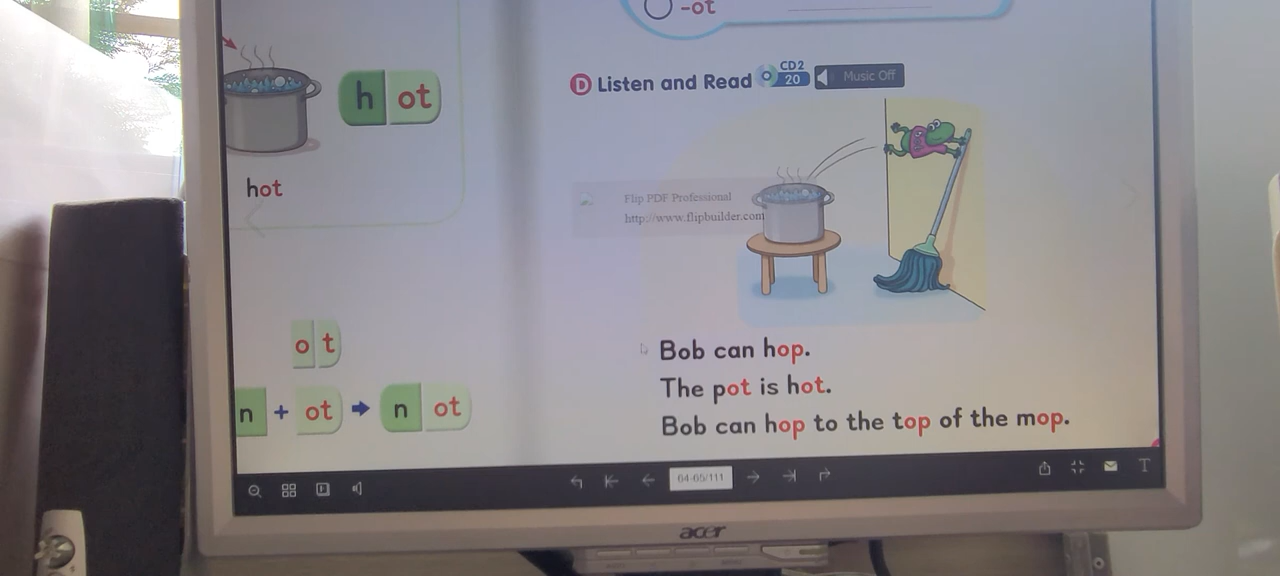 -ot
D Listen and Read CD2 20 Music Off
h ot
hot
Flip PDF Professional
http://www.flipbuilder.com
o t
n + ot → n ot
Bob can hop.
The pot is hot.
Bob can hop to the top of the mop.
64-65/111
T
acer